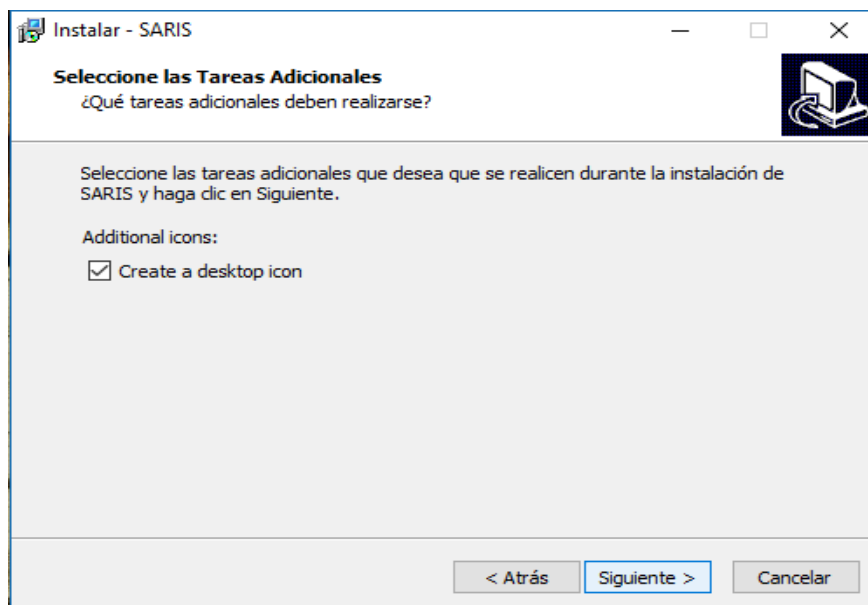 Instalar - SARIS
Seleccione las Tareas Adicionales
¿Qué tareas adicionales deben realizarse?
Seleccione las tareas adicionales que desea que se realicen durante la instalación de
SARIS y haga clic en Siguiente.
Additional icons:
Create a desktop icon
< Atrás
Siguiente >
Cancelar